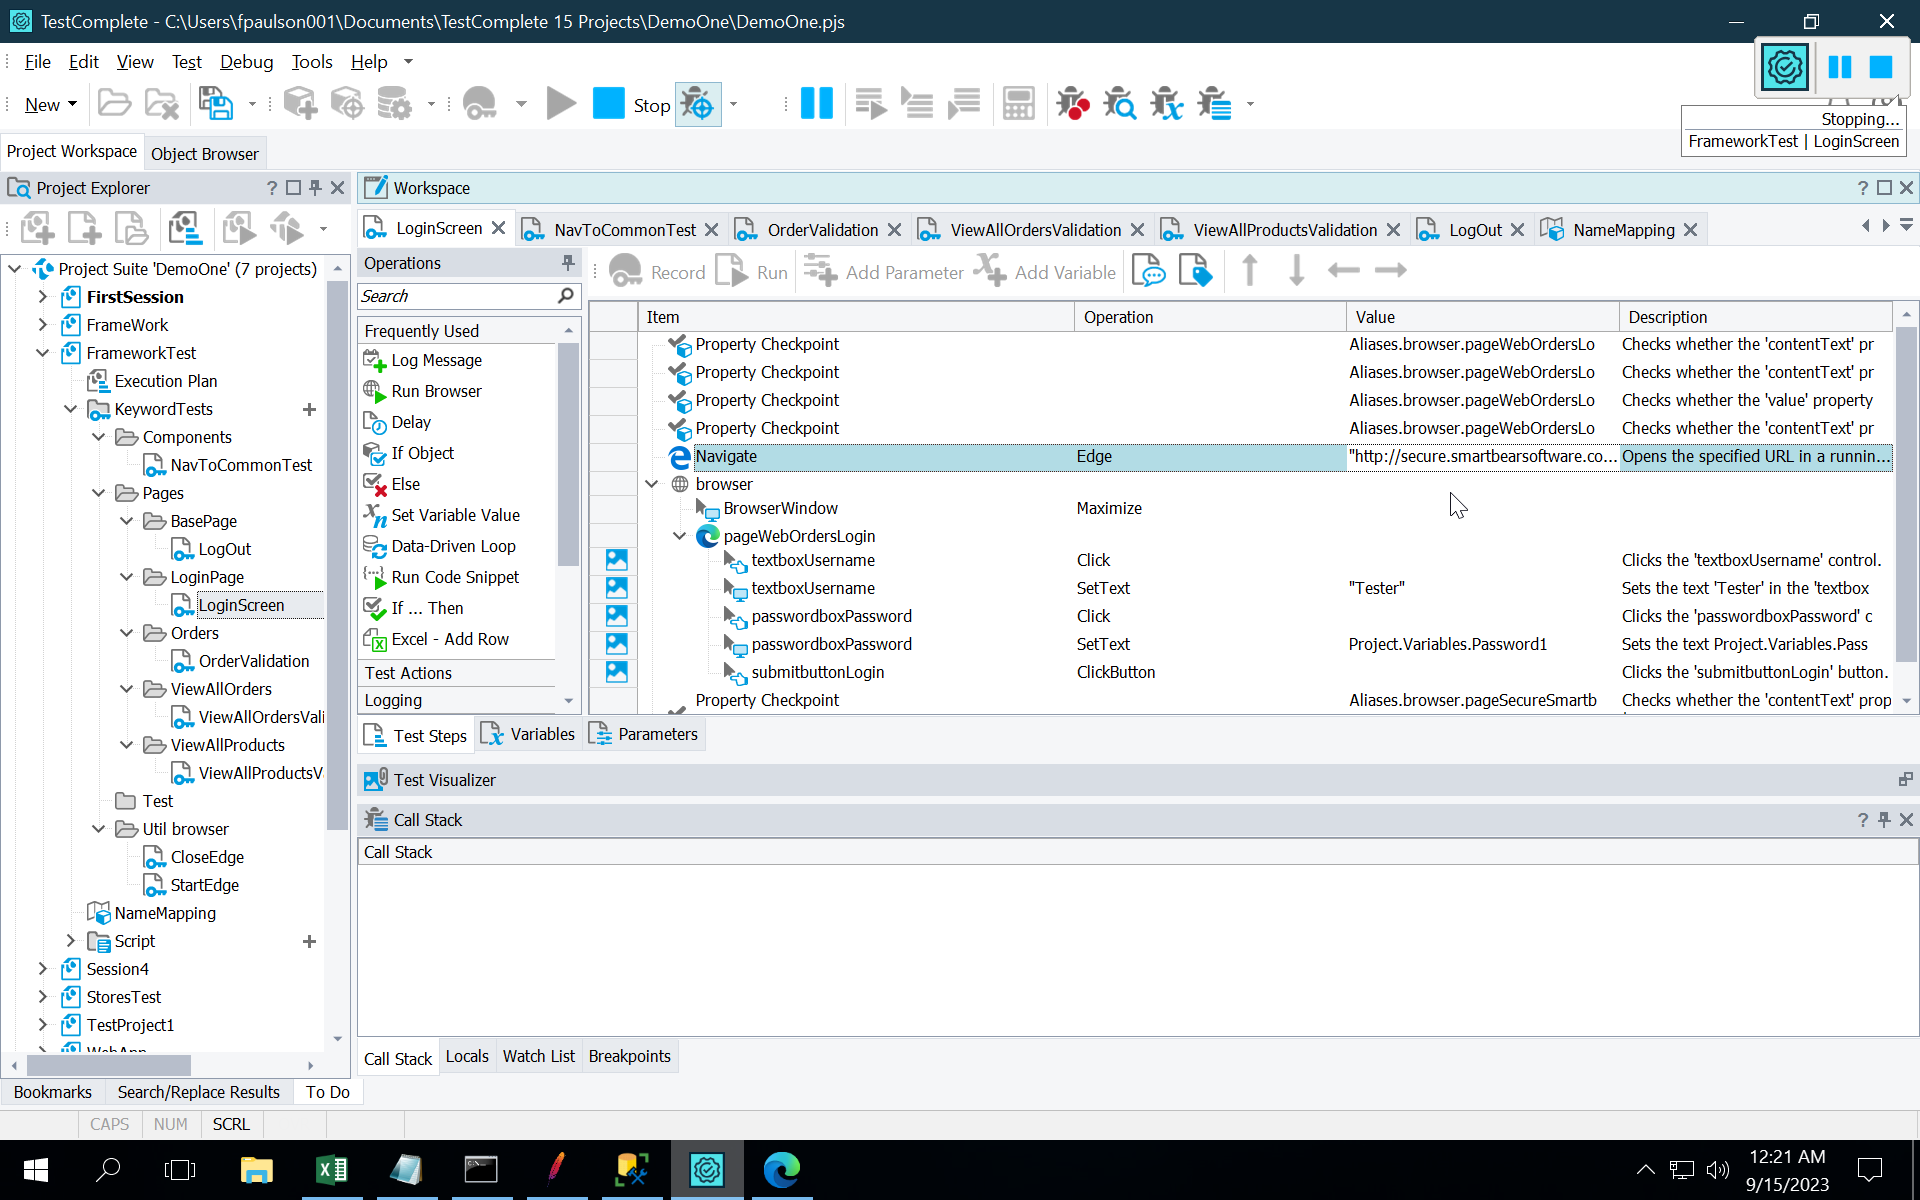 TestComplete - C:\Users\fpaulson001\Documents\TestComplete 15 Projects\DemoOne\DemoOne.pjs
File Edit View Test Debug Tools Help
New Stop
Stopping...
FrameworkTest | LoginScreen
Project Workspace Object Browser
Project Explorer
Project Suite 'DemoOne' (7 projects)
FirstSession
FrameWork
FrameworkTest
Execution Plan
KeywordTests
Components
NavToCommonTest
Pages
BasePage
LogOut
LoginPage
LoginScreen
Orders
OrderValidation
ViewAllOrders
ViewAllOrdersVali
ViewAllProducts
ViewAllProductsV
Test
Util browser
CloseEdge
StartEdge
NameMapping
Script
Session4
StoresTest
TestProject1
WebApp
Bookmarks Search/Replace Results To Do
CAPS NUM SCRL
Workspace
LoginScreen NavToCommonTest OrderValidation ViewAllOrdersValidation ViewAllProductsValidation LogOut NameMapping
Operations
Search
Frequently Used
Log Message
Run Browser
Delay
If Object
Else
Set Variable Value
Data-Driven Loop
Run Code Snippet
If ... Then
Excel - Add Row
Test Actions
Logging
Record Run Add Parameter Add Variable
Item Operation Value Description
Property Checkpoint Aliases.browser.pageWebOrdersLo Checks whether the 'contentText' pr
Property Checkpoint Aliases.browser.pageWebOrdersLo Checks whether the 'contentText' pr
Property Checkpoint Aliases.browser.pageWebOrdersLo Checks whether the 'value' property
Property Checkpoint Aliases.browser.pageWebOrdersLo Checks whether the 'contentText' pr
Navigate Edge "http://secure.smartbearsoftware.co... Opens the specified URL in a runnin...
browser
BrowserWindow Maximize
pageWebOrdersLogin
textboxUsername Click Clicks the 'textboxUsername' control.
textboxUsername SetText "Tester" Sets the text 'Tester' in the 'textbox
passwordboxPassword Click Clicks the 'passwordboxPassword' c
passwordboxPassword SetText Project.Variables.Password1 Sets the text Project.Variables.Pass
submitbuttonLogin ClickButton Clicks the 'submitbuttonLogin' button.
Property Checkpoint Aliases.browser.pageSecureSmartb Checks whether the 'contentText' prop
Test Steps Variables Parameters
Test Visualizer
Call Stack
Call Stack
Call Stack Locals Watch List Breakpoints
12:21 AM
9/15/2023